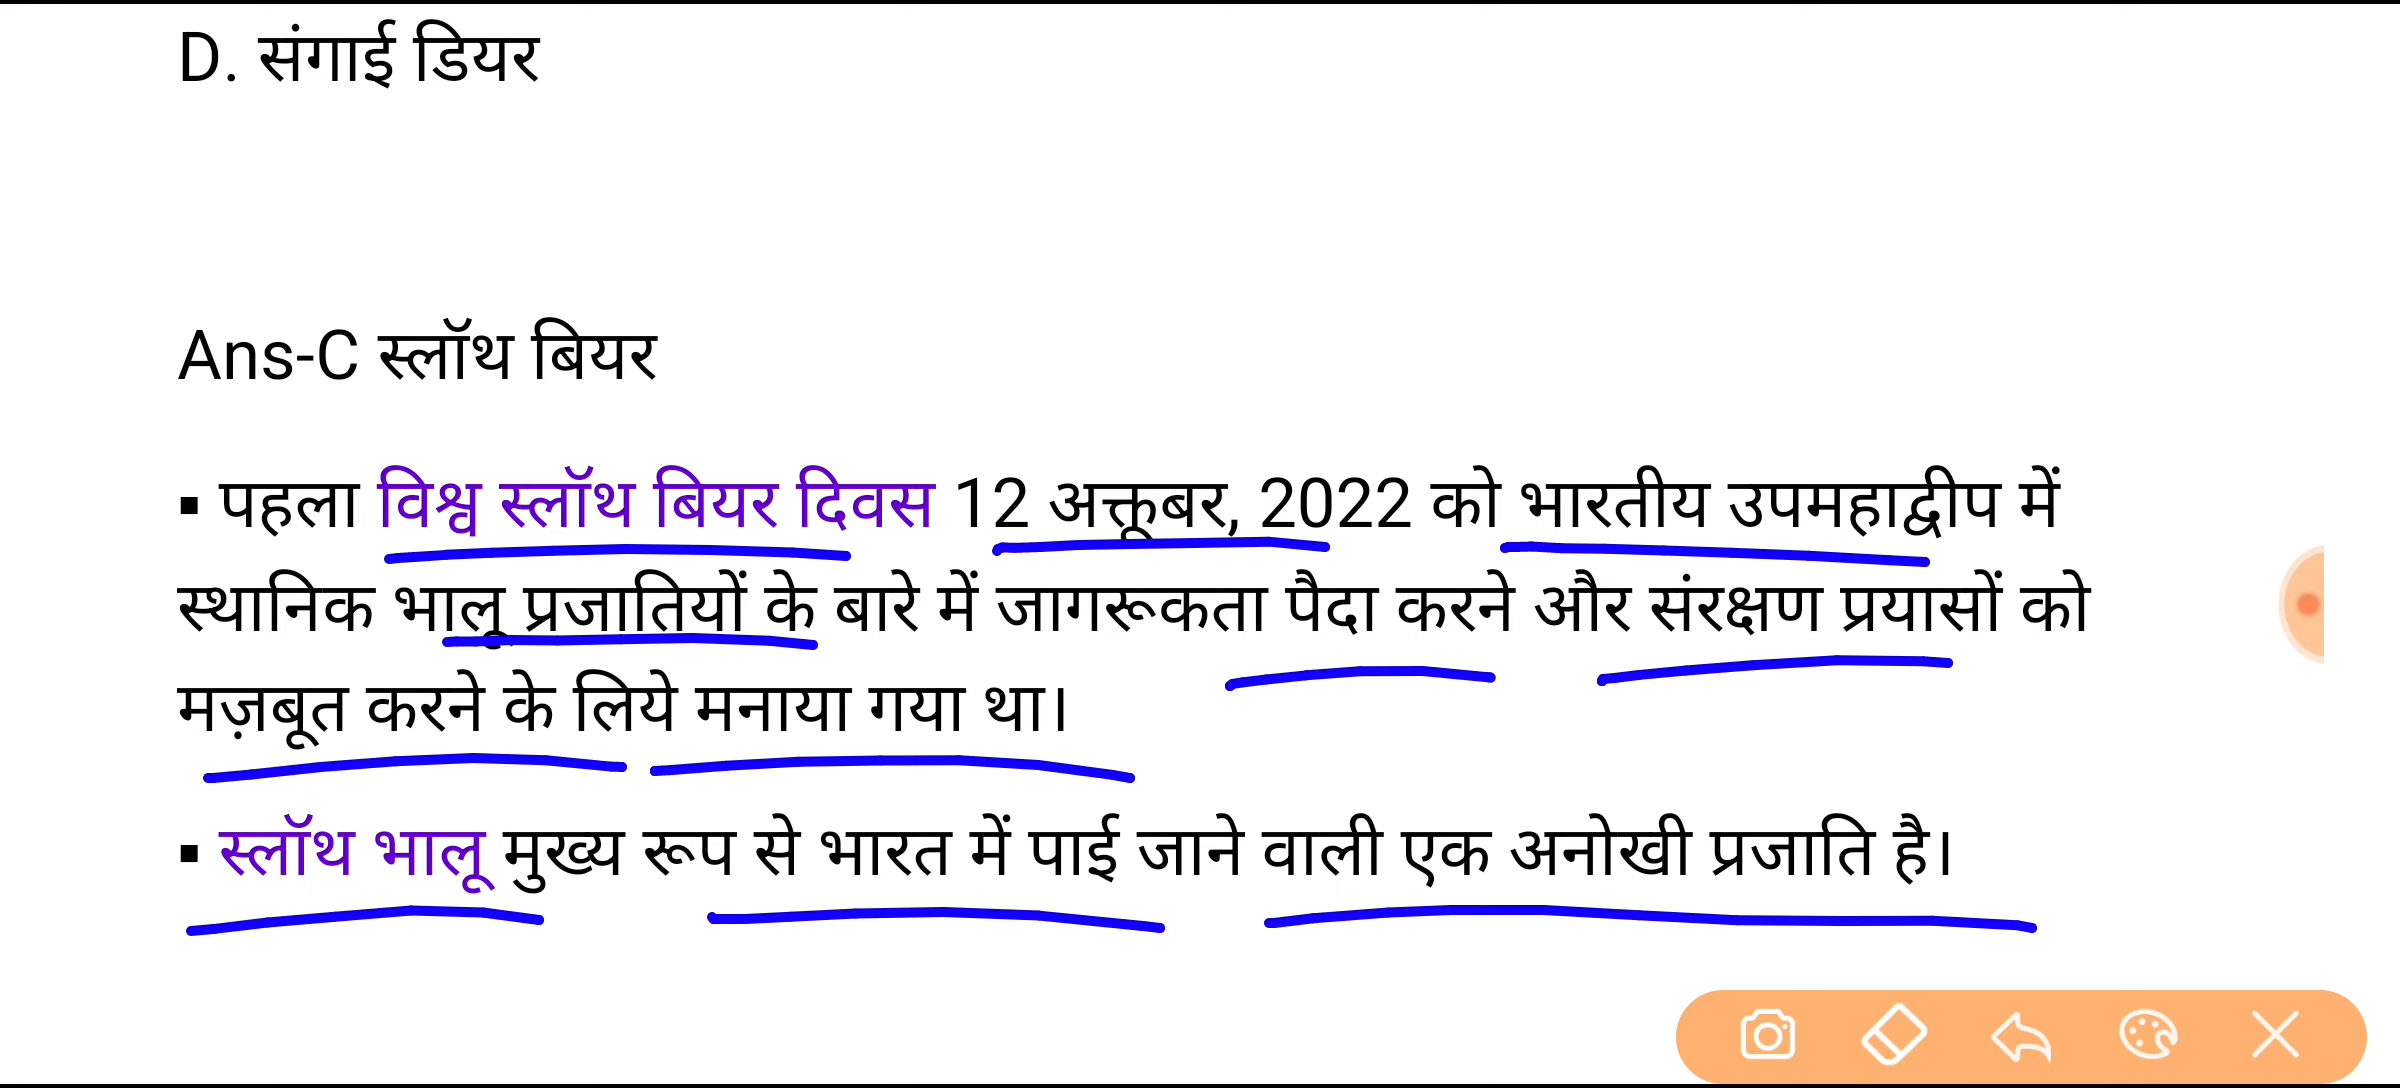 D. संगाई डियर
Ans-C स्लॉथ बियर
▪ पहला विश्व स्लॉथ बियर दिवस 12 अक्तूबर, 2022 को भारतीय उपमहाद्वीप में
स्थानिक भालू प्रजातियों के बारे में जागरूकता पैदा करने और संरक्षण प्रयासों को
मज़बूत करने के लिये मनाया गया था।
▪ स्लॉथ भालू मुख्य रूप से भारत में पाई जाने वाली एक अनोखी प्रजाति है।